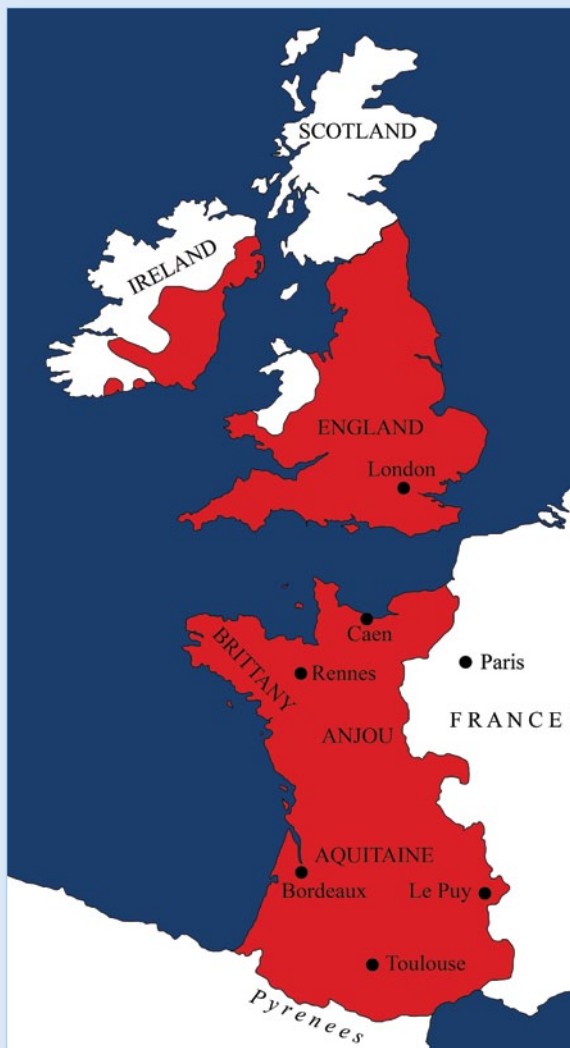 SCOTLAND
IRELAND
ENGLAND
London
Caen
BRITTANY
Rennes
Paris
FRANCE
ANJOU
AQUITAINE
Bordeaux
Le Puy
Toulouse
Pyrenees